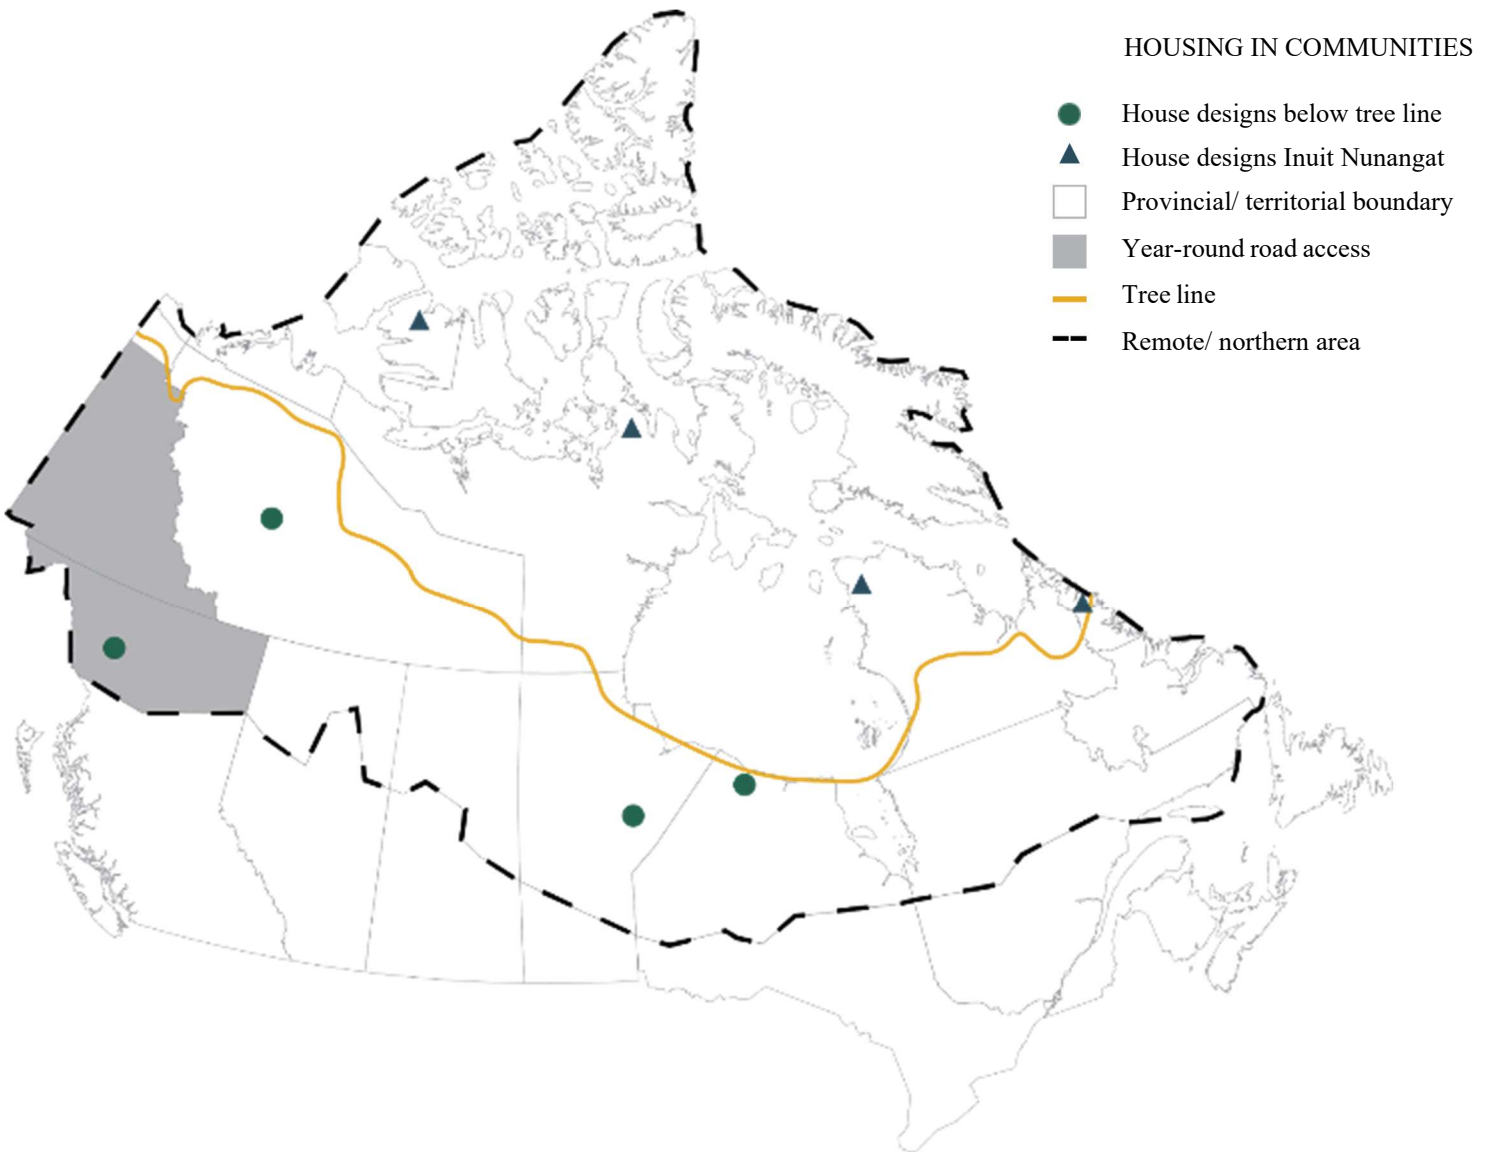 HOUSING IN COMMUNITIES
House designs below tree line
House designs Inuit Nunangat
Provincial/ territorial boundary
Year-round road access
Tree line
Remote/ northern area